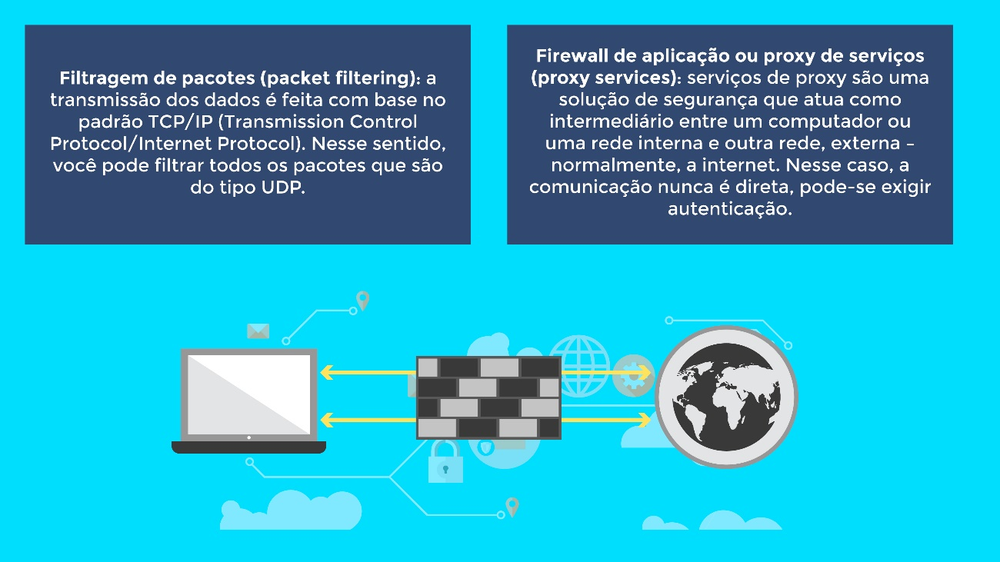 Filtragem de pacotes (packet filtering): a
transmissão dos dados é feita com base no
padrão TCP/IP (Transmission Control
Protocol/Internet Protocol). Nesse sentido,
você pode filtrar todos os pacotes que são
do tipo UDP.
Firewall de aplicação ou proxy de serviços
(proxy services): serviços de proxy são uma
solução de segurança que atua como
intermediário entre um computador ou
uma rede interna e outra rede, externa –
normalmente, a internet. Nesse caso, a
comunicação nunca é direta, pode-se exigir
autenticação.